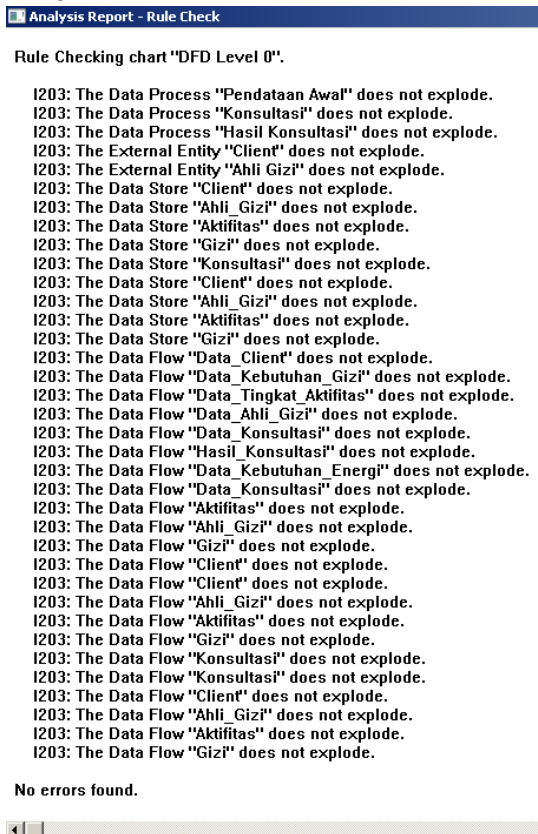 Analysis Report - Rule Check
Rule Checking chart "DFD Level 0".
I203: The Data Process "Pendataan Awal" does not explode.
I203: The Data Process "Konsultasi" does not explode.
I203: The Data Process "Hasil Konsultasi" does not explode.
I203: The External Entity "Client" does not explode.
I203: The External Entity "Ahli Gizi" does not explode.
I203: The Data Store "Client" does not explode.
I203: The Data Store "Ahli_Gizi" does not explode.
I203: The Data Store "Aktifitas" does not explode.
I203: The Data Store "Gizi" does not explode.
I203: The Data Store "Konsultasi" does not explode.
I203: The Data Store "Client" does not explode.
I203: The Data Store "Ahli_Gizi" does not explode.
I203: The Data Store "Aktifitas" does not explode.
I203: The Data Store "Gizi" does not explode.
I203: The Data Flow "Data_Client" does not explode.
I203: The Data Flow "Data_Kebutuhan_Gizi" does not explode.
I203: The Data Flow "Data_Tingkat_Aktifitas" does not explode.
I203: The Data Flow "Data_Ahli_Gizi" does not explode.
I203: The Data Flow "Data_Konsultasi" does not explode.
I203: The Data Flow "Hasil_Konsultasi" does not explode.
I203: The Data Flow "Data_Kebutuhan_Energi" does not explode.
I203: The Data Flow "Data_Konsultasi" does not explode.
I203: The Data Flow "Aktifitas" does not explode.
I203: The Data Flow "Ahli_Gizi" does not explode.
I203: The Data Flow "Gizi" does not explode.
I203: The Data Flow "Client" does not explode.
I203: The Data Flow "Client" does not explode.
I203: The Data Flow "Ahli_Gizi" does not explode.
I203: The Data Flow "Aktifitas" does not explode.
I203: The Data Flow "Gizi" does not explode.
I203: The Data Flow "Konsultasi" does not explode.
I203: The Data Flow "Konsultasi" does not explode.
I203: The Data Flow "Client" does not explode.
I203: The Data Flow "Ahli_Gizi" does not explode.
I203: The Data Flow "Aktifitas" does not explode.
I203: The Data Flow "Gizi" does not explode.
No errors found.